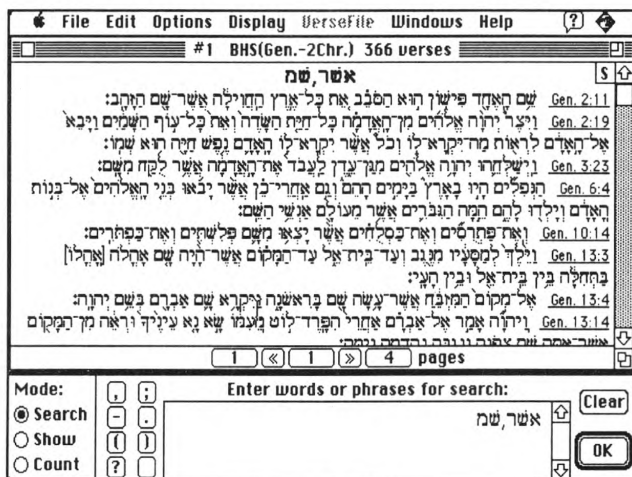 File Edit Options Display VerseFile Windows Help
#1 BHS(Gen.-2Chr.) 366 verses
אשר,שמ
S
שֵׁם הָאֶחָד פִּישׁוֹן הוּא הַסֹּבֵב אֵת כָּל־אֶרֶץ הַחֲוִילָה אֲשֶׁר־שָׁם הַזָּהָב׃ Gen. 2:11
וַיִּצֶר יְהוָה אֱלֹהִים מִן־הָאֲדָמָה כָּל־חַיַּת הַשָּׂדֶה וְאֵת כָּל־עוֹף הַשָּׁמַיִם וַיָּבֵא Gen. 2:19
אֶל־הָאָדָם לִרְאוֹת מַה־יִּקְרָא־לוֹ וְכֹל אֲשֶׁר יִקְרָא־לוֹ הָאָדָם נֶפֶשׁ חַיָּה הוּא שְׁמוֹ׃
וַיְשַׁלְּחֵהוּ יְהוָה אֱלֹהִים מִגַּן־עֵדֶן לַעֲבֹד אֶת־הָאֲדָמָה אֲשֶׁר לֻקַּח מִשָּׁם׃ Gen. 3:23
הַנְּפִלִים הָיוּ בָאָרֶץ בַּיָּמִים הָהֵם וְגַם אַחֲרֵי־כֵן אֲשֶׁר יָבֹאוּ בְּנֵי הָאֱלֹהִים אֶל־בְּנוֹת Gen. 6:4
הָאָדָם וְיָלְדוּ לָהֶם הֵמָּה הַגִּבֹּרִים אֲשֶׁר מֵעוֹלָם אַנְשֵׁי הַשֵּׁם׃
וְאֶת־פַּתְרֻסִים וְאֶת־כַּסְלֻחִים אֲשֶׁר יָצְאוּ מִשָּׁם פְּלִשְׁתִּים וְאֶת־כַּפְתֹּרִים׃ Gen. 10:14
וַיֵּלֶךְ לְמַסָּעָיו מִנֶּגֶב וְעַד־בֵּית־אֵל עַד־הַמָּקוֹם אֲשֶׁר־הָיָה שָׁם אָהֳלֹה [אָהֳלוֹ] Gen. 13:3
בַּתְּחִלָּה בֵּין בֵּית־אֵל וּבֵין הָעָי׃
אֶל־מְקוֹם הַמִּזְבֵּחַ אֲשֶׁר־עָשָׂה שָׁם בָּרִאשֹׁנָה וַיִּקְרָא שָׁם אַבְרָם בְּשֵׁם יְהוָה׃ Gen. 13:4
וַיהוָה אָמַר אֶל־אַבְרָם אַחֲרֵי הִפָּרֶד־לוֹט מֵעִמּוֹ שָׂא נָא עֵינֶיךָ וּרְאֵה מִן־הַמָּקוֹם Gen. 13:14
1 « 1 » 4 pages
Mode:
Search
Show
Count
, ;
- .
( )
?
Enter words or phrases for search:
אשר,שמ
Clear
OK